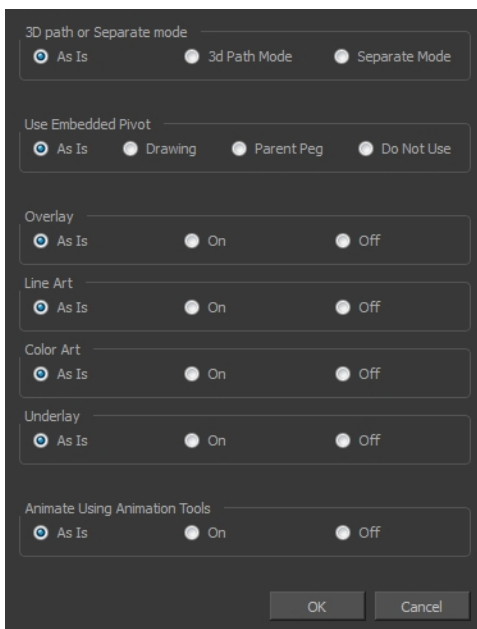 3D path or Separate mode
As Is 3d Path Mode Separate Mode
Use Embedded Pivot
As Is Drawing Parent Peg Do Not Use
Overlay
As Is On Off
Line Art
As Is On Off
Color Art
As Is On Off
Underlay
As Is On Off
Animate Using Animation Tools
As Is On Off
OK Cancel